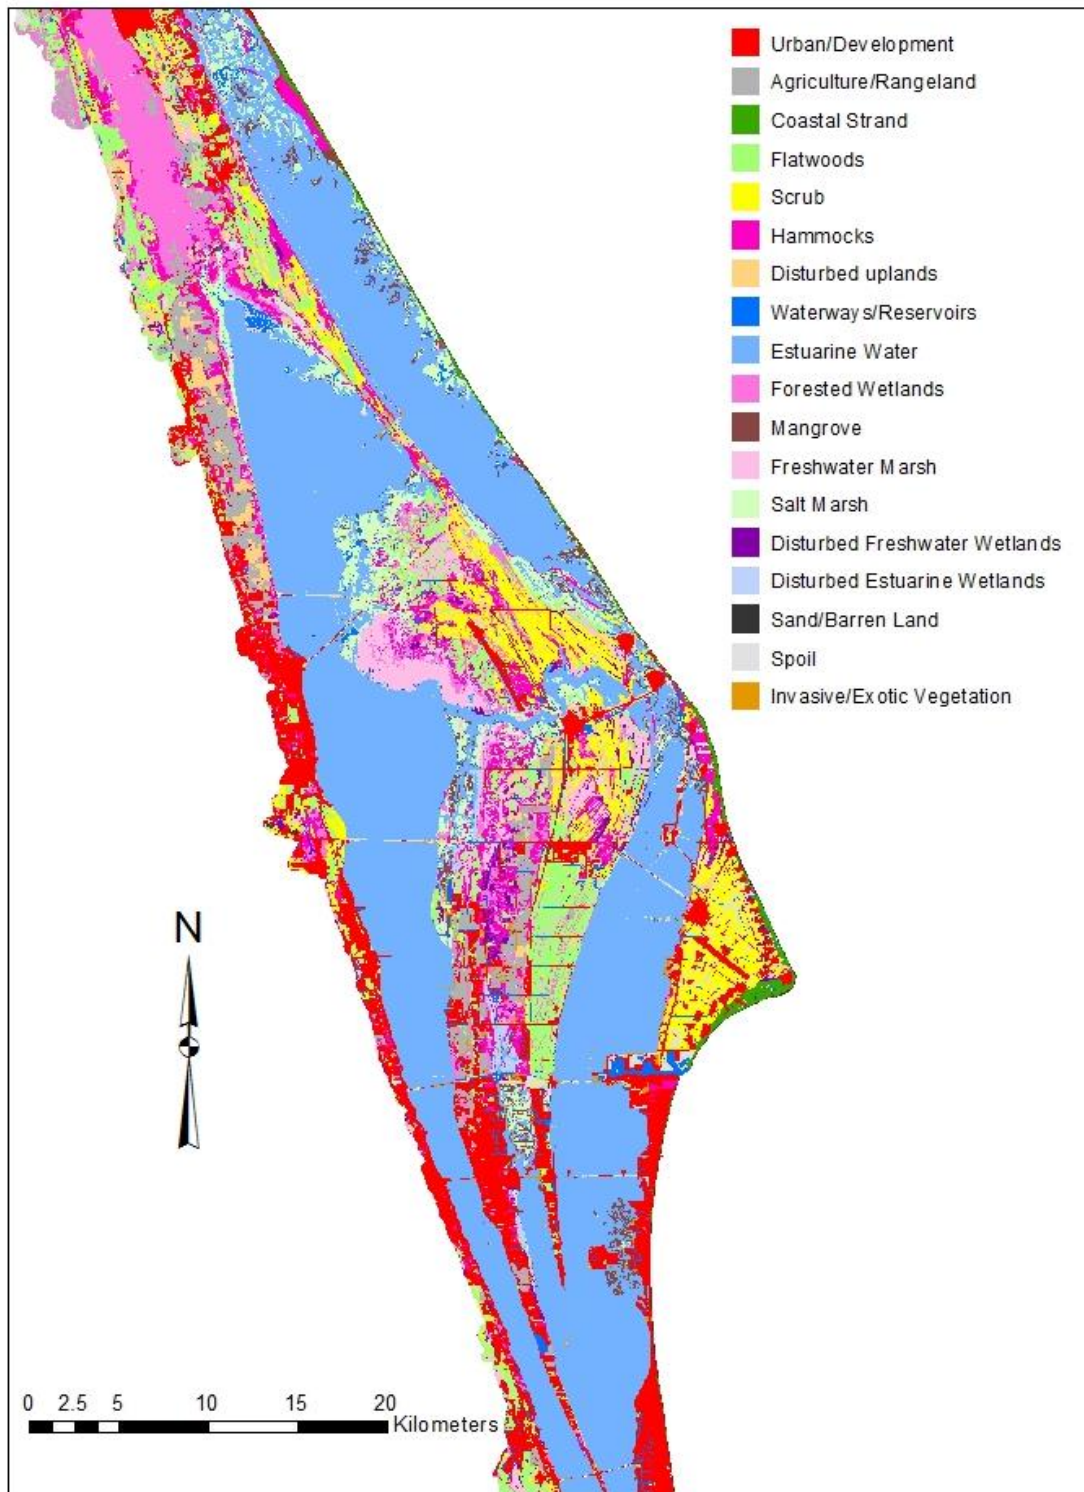 Urban/Development
Agriculture/Rangeland
Coastal Strand
Flatwoods
Scrub
Hammocks
Disturbed uplands
Waterways/Reservoirs
Estuarine Water
Forested Wetlands
Mangrove
Freshwater Marsh
Salt Marsh
Disturbed Freshwater Wetlands
Disturbed Estuarine Wetlands
Sand/Barren Land
Spoil
Invasive/Exotic Vegetation
N
0 2.5 5 10 15 20
Kilometers